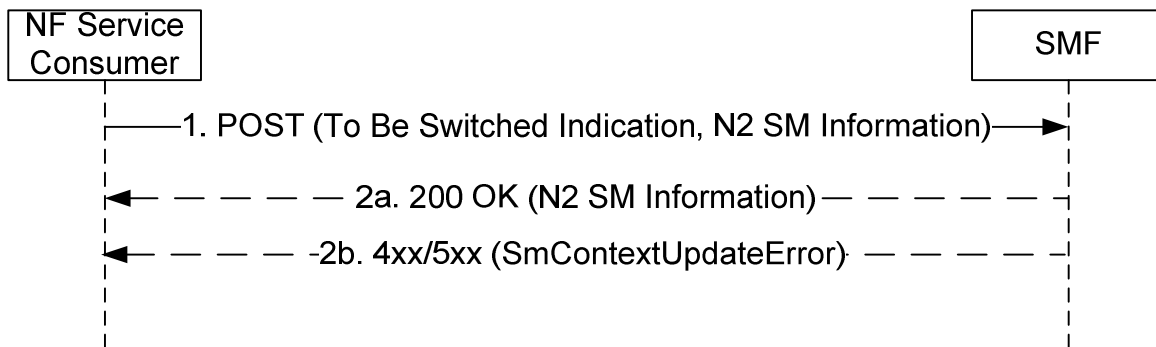 NF Service
Consumer
SMF
1. POST (To Be Switched Indication, N2 SM Information)
2a. 200 OK (N2 SM Information)
2b. 4xx/5xx (SmContextUpdateError)